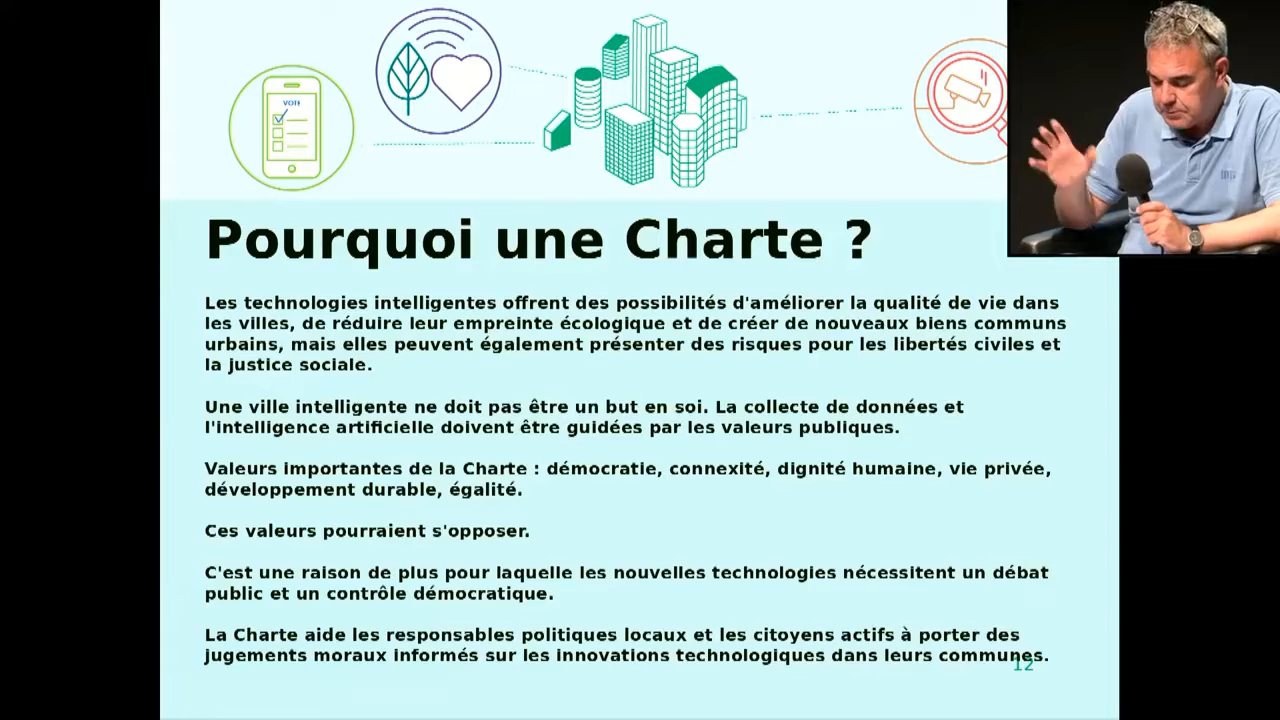 VOTE
Pourquoi une Charte ?
Les technologies intelligentes offrent des possibilités d'améliorer la qualité de vie dans
les villes, de réduire leur empreinte écologique et de créer de nouveaux biens communs
urbains, mais elles peuvent également présenter des risques pour les libertés civiles et
la justice sociale.
Une ville intelligente ne doit pas être un but en soi. La collecte de données et
l'intelligence artificielle doivent être guidées par les valeurs publiques.
Valeurs importantes de la Charte : démocratie, connexité, dignité humaine, vie privée,
développement durable, égalité.
Ces valeurs pourraient s'opposer.
C'est une raison de plus pour laquelle les nouvelles technologies nécessitent un débat
public et un contrôle démocratique.
La Charte aide les responsables politiques locaux et les citoyens actifs à porter des
jugements moraux informés sur les innovations technologiques dans leurs communes.
12